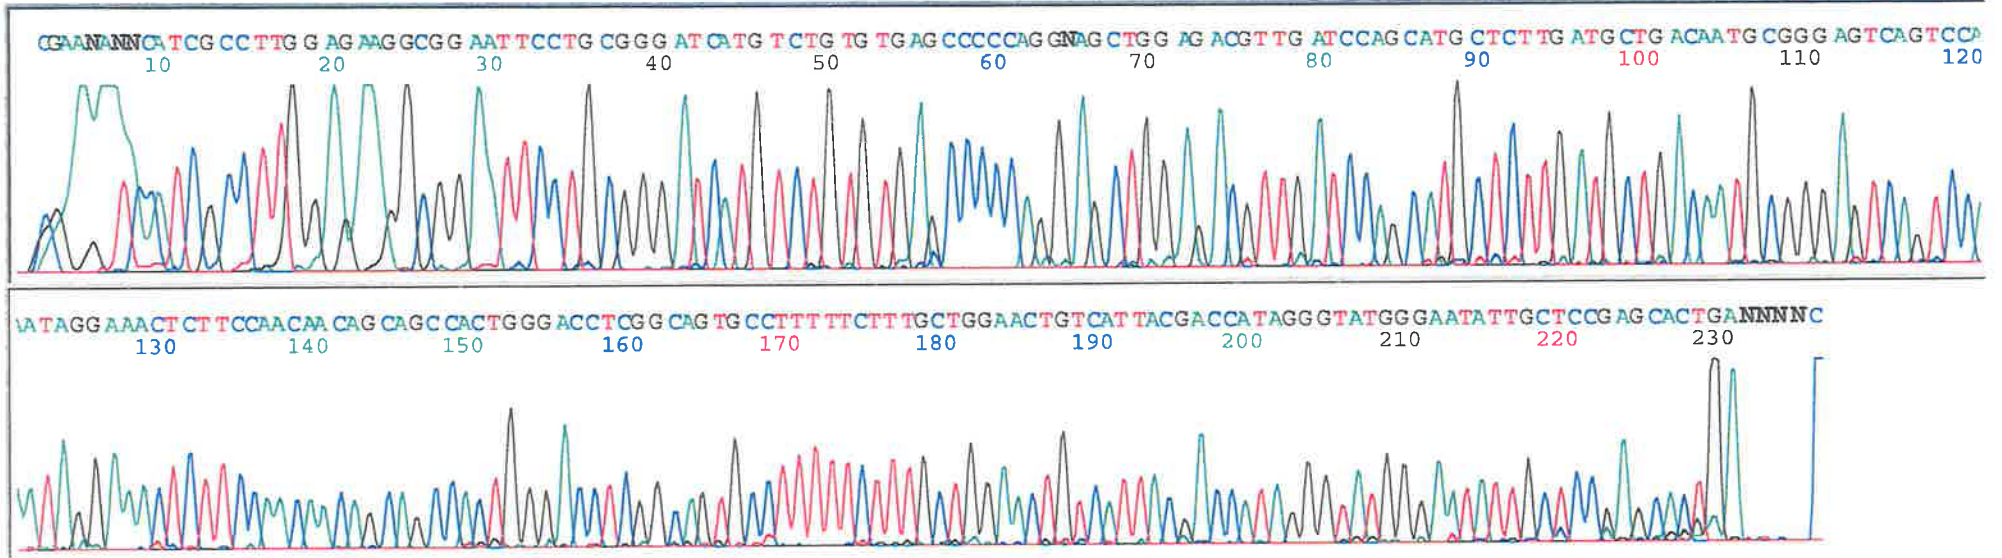 CGAANANNCATCGCCTTGGAGAAGGCGGAATTCCTGCGGGATCATGTCTGTGTGAGCCCCCAGGNAGCTGGAGACGTTGATCCAGCATGCTCTTGATGCTGACAATGCGGGAGTCAGTCCA
10 20 30 40 50 60 70 80 90 100 110 120
AATAGGAAACTCTTCCAACAACAGCAGCCACTGGGACCTCGGCAGTGCCTTTTTCTTTGCTGGAACTGTCATTACGACCATAGGGTATGGGAATATTGCTCCGAGCACTGANNNNC
130 140 150 160 170 180 190 200 210 220 230